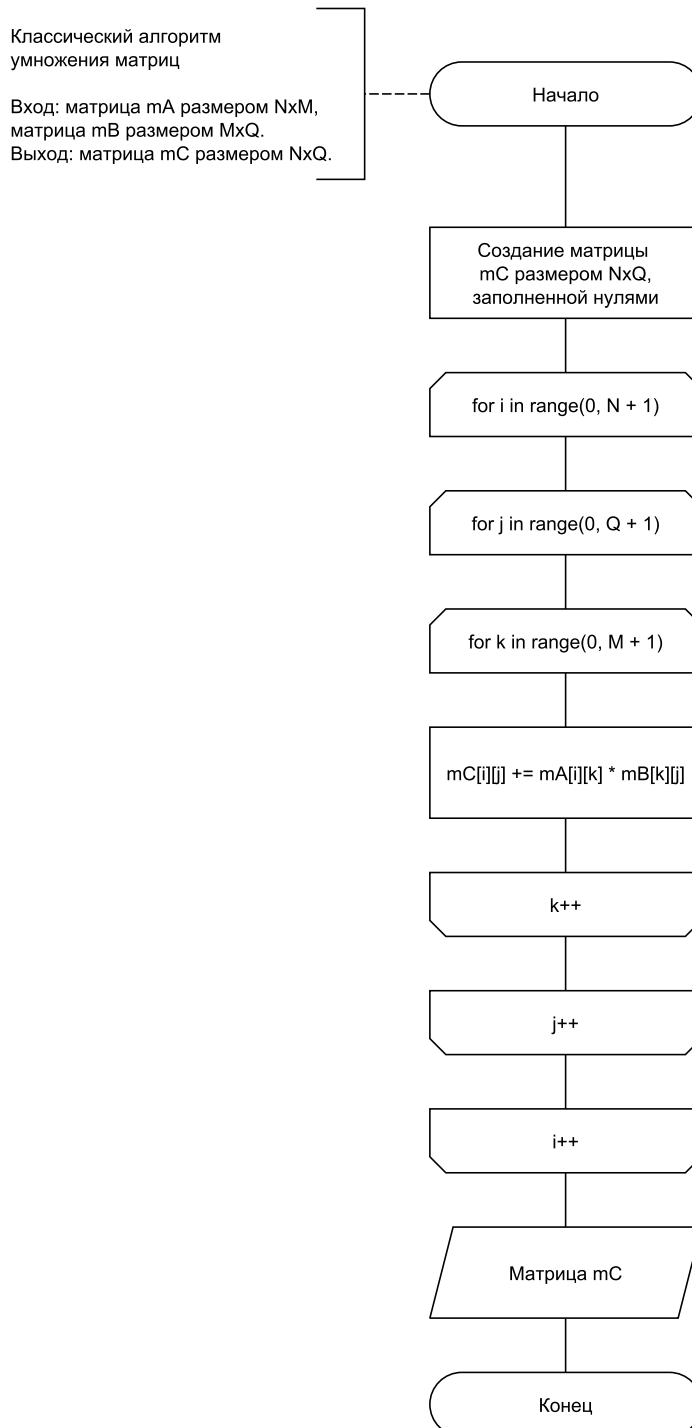 Классический алгоритм
умножения матриц
Вход: матрица mA размером NxM,
матрица mB размером MxQ.
Выход: матрица mC размером NxQ.
Начало
Создание матрицы
mC размером NxQ,
заполненной нулями
for i in range(0, N + 1)
for j in range(0, Q + 1)
for k in range(0, M + 1)
mC[i][j] += mA[i][k] * mB[k][j]
k++
j++
i++
Матрица mC
Конец